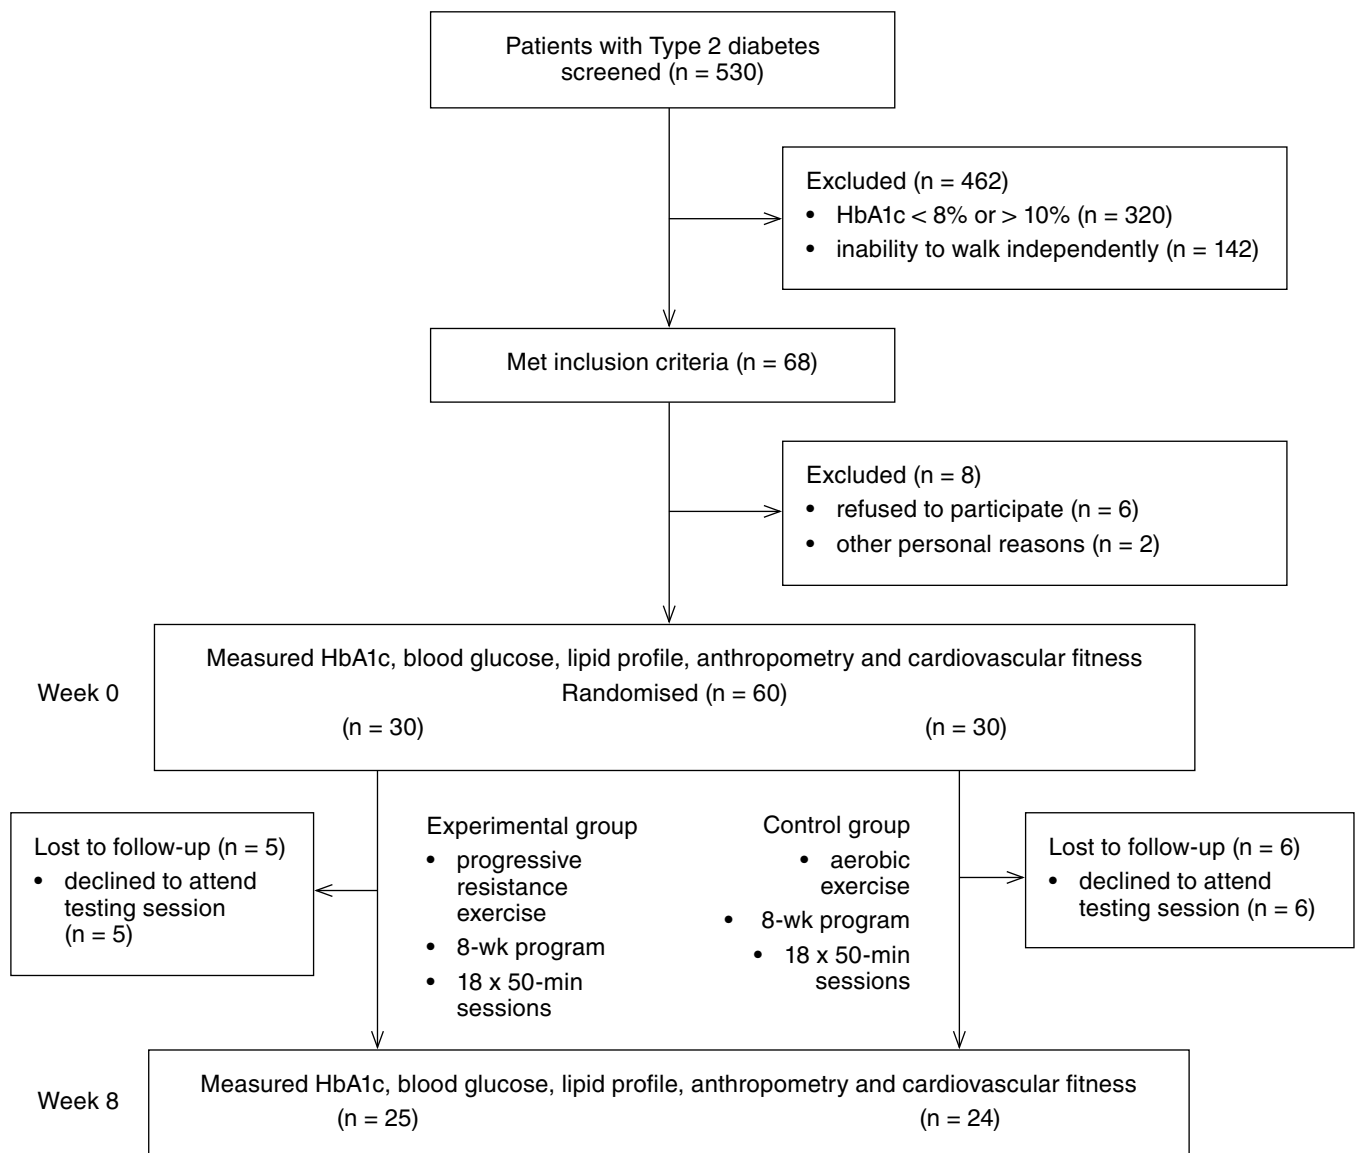 Patients with Type 2 diabetes
screened (n = 530)
Excluded (n = 462)
• HbA1c < 8% or > 10% (n = 320)
• inability to walk independently (n = 142)
Met inclusion criteria (n = 68)
Excluded (n = 8)
• refused to participate (n = 6)
• other personal reasons (n = 2)
Week 0
Measured HbA1c, blood glucose, lipid profile, anthropometry and cardiovascular fitness
Randomised (n = 60)
(n = 30) (n = 30)
Lost to follow-up (n = 5)
• declined to attend
testing session
(n = 5)
Experimental group
• progressive
resistance
exercise
• 8-wk program
• 18 x 50-min
sessions
Control group
• aerobic
exercise
• 8-wk program
• 18 x 50-min
sessions
Lost to follow-up (n = 6)
• declined to attend
testing session (n = 6)
Week 8
Measured HbA1c, blood glucose, lipid profile, anthropometry and cardiovascular fitness
(n = 25) (n = 24)